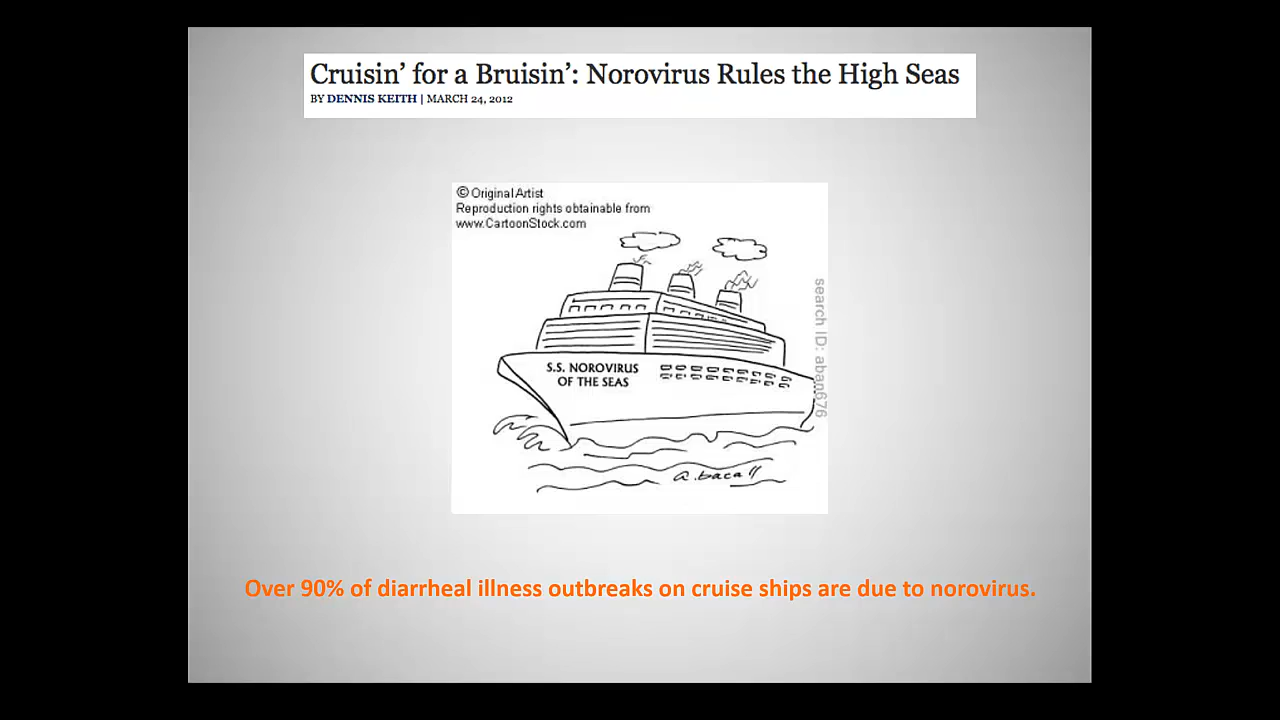 Cruisin’ for a Bruisin’: Norovirus Rules the High Seas
BY DENNIS KEITH | MARCH 24, 2012
© Original Artist
Reproduction rights obtainable from
www.CartoonStock.com
search ID: aban676
S.S. NOROVIRUS
OF THE SEAS
a. bacall
Over 90% of diarrheal illness outbreaks on cruise ships are due to norovirus.